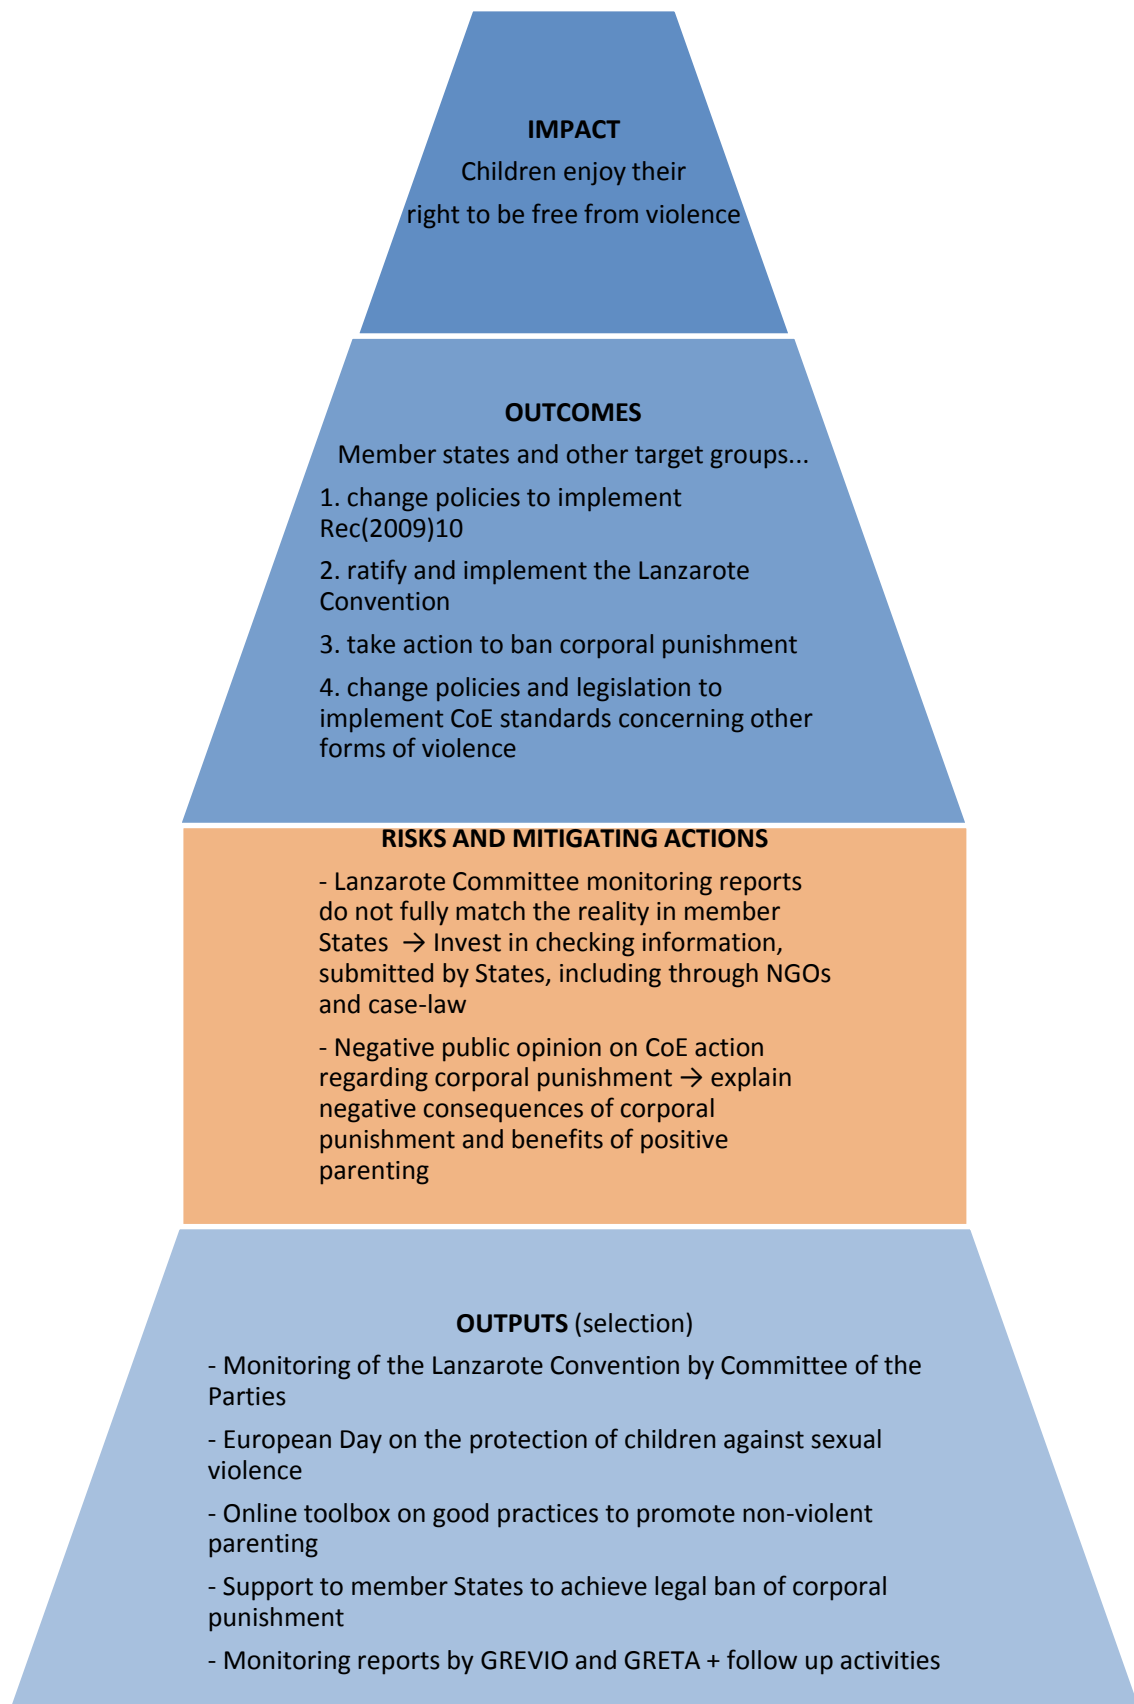 IMPACT
Children enjoy their
right to be free from violence
OUTCOMES
Member states and other target groups...
1. change policies to implement
Rec(2009)10
2. ratify and implement the Lanzarote
Convention
3. take action to ban corporal punishment
4. change policies and legislation to
implement CoE standards concerning other
forms of violence
RISKS AND MITIGATING ACTIONS
- Lanzarote Committee monitoring reports
do not fully match the reality in member
States → Invest in checking information,
submitted by States, including through NGOs
and case-law
- Negative public opinion on CoE action
regarding corporal punishment → explain
negative consequences of corporal
punishment and benefits of positive
parenting
OUTPUTS (selection)
- Monitoring of the Lanzarote Convention by Committee of the
Parties
- European Day on the protection of children against sexual
violence
- Online toolbox on good practices to promote non-violent
parenting
- Support to member States to achieve legal ban of corporal
punishment
- Monitoring reports by GREVIO and GRETA + follow up activities